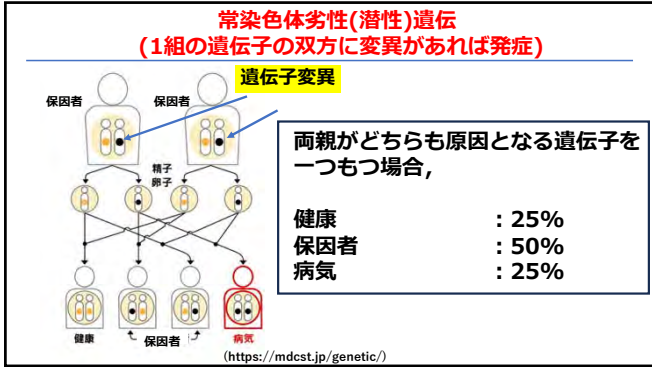 常染色体劣性(潜性)遺伝
(1組の遺伝子の双方に変異があれば発症)
遺伝子変異
保因者
保因者
両親がどちらも原因となる遺伝子を
一つもつ場合,
健康 : 25%
保因者 : 50%
病気 : 25%
精子
卵子
健康
保因者
病気
(https://mdcst.jp/genetic/)